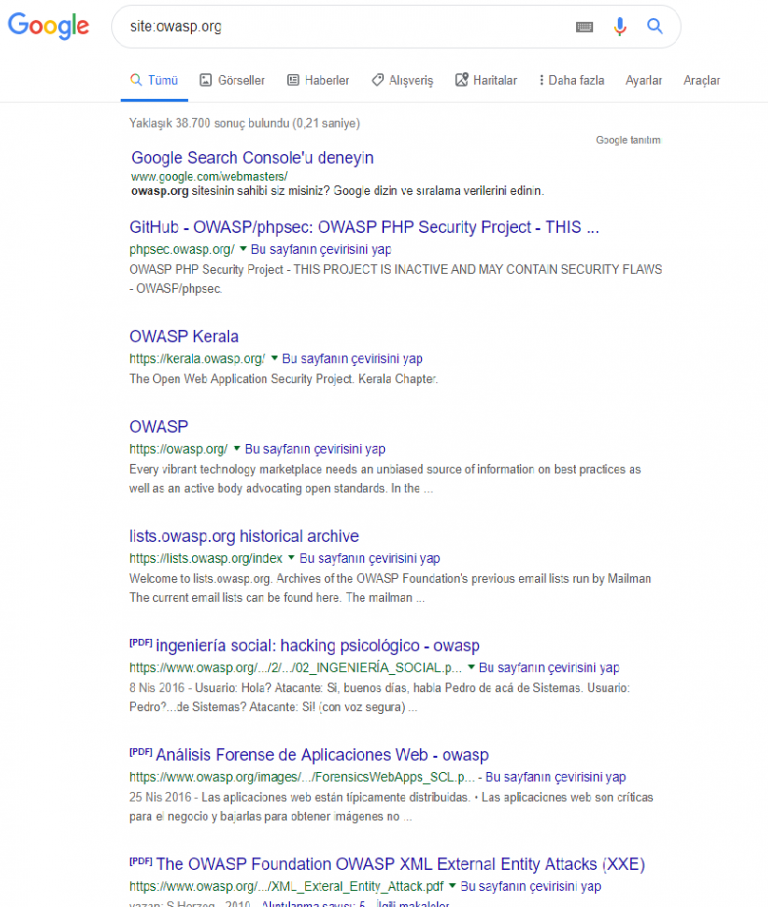 Google
site:owasp.org
Tümü Görseller Haberler Alışveriş Haritalar Daha fazla Ayarlar Araçlar
Yaklaşık 38.700 sonuç bulundu (0,21 saniye)
Google tanıtım
Google Search Console'u deneyin
www.google.com/webmasters/
owasp.org sitesinin sahibi siz misiniz? Google dizin ve sıralama verilerini edinin.
GitHub - OWASP/phpsec: OWASP PHP Security Project - THIS ...
phpsec.owasp.org/ Bu sayfanın çevirisini yap
OWASP PHP Security Project - THIS PROJECT IS INACTIVE AND MAY CONTAIN SECURITY FLAWS
- OWASP/phpsec.
OWASP Kerala
https://kerala.owasp.org/ Bu sayfanın çevirisini yap
The Open Web Application Security Project. Kerala Chapter.
OWASP
https://owasp.org/ Bu sayfanın çevirisini yap
Every vibrant technology marketplace needs an unbiased source of information on best practices as
well as an active body advocating open standards. In the ...
lists.owasp.org historical archive
https://lists.owasp.org/index Bu sayfanın çevirisini yap
Welcome to lists.owasp.org. Archives of the OWASP Foundation's previous email lists run by Mailman
The current email lists can be found here. The mailman ...
[PDF] ingeniería social: hacking psicológico - owasp
https://www.owasp.org/.../2/.../02_INGENIERÍA_SOCIAL.p... Bu sayfanın çevirisini yap
8 Nis 2016 - Usuario: Hola? Atacante: Si, buenos días, habla Pedro de acá de Sistemas. Usuario:
Pedro?...de Sistemas? Atacante: Si! (con voz segura) ...
[PDF] Análisis Forense de Aplicaciones Web - owasp
https://www.owasp.org/images/.../ForensicsWebApps_SCL.p... - Bu sayfanın çevirisini yap
25 Nis 2016 - Las aplicaciones web están típicamente distribuidas. • Las aplicaciones web son críticas
para el negocio y bajarlas para obtener imágenes no ...
[PDF] The OWASP Foundation OWASP XML External Entity Attacks (XXE)
https://www.owasp.org/.../XML_Exteral_Entity_Attack.pdf Bu sayfanın çevirisini yap
yazan: S Herzog - 2010 - Alıntılanma sayısı: 5 - İlgili makaleler